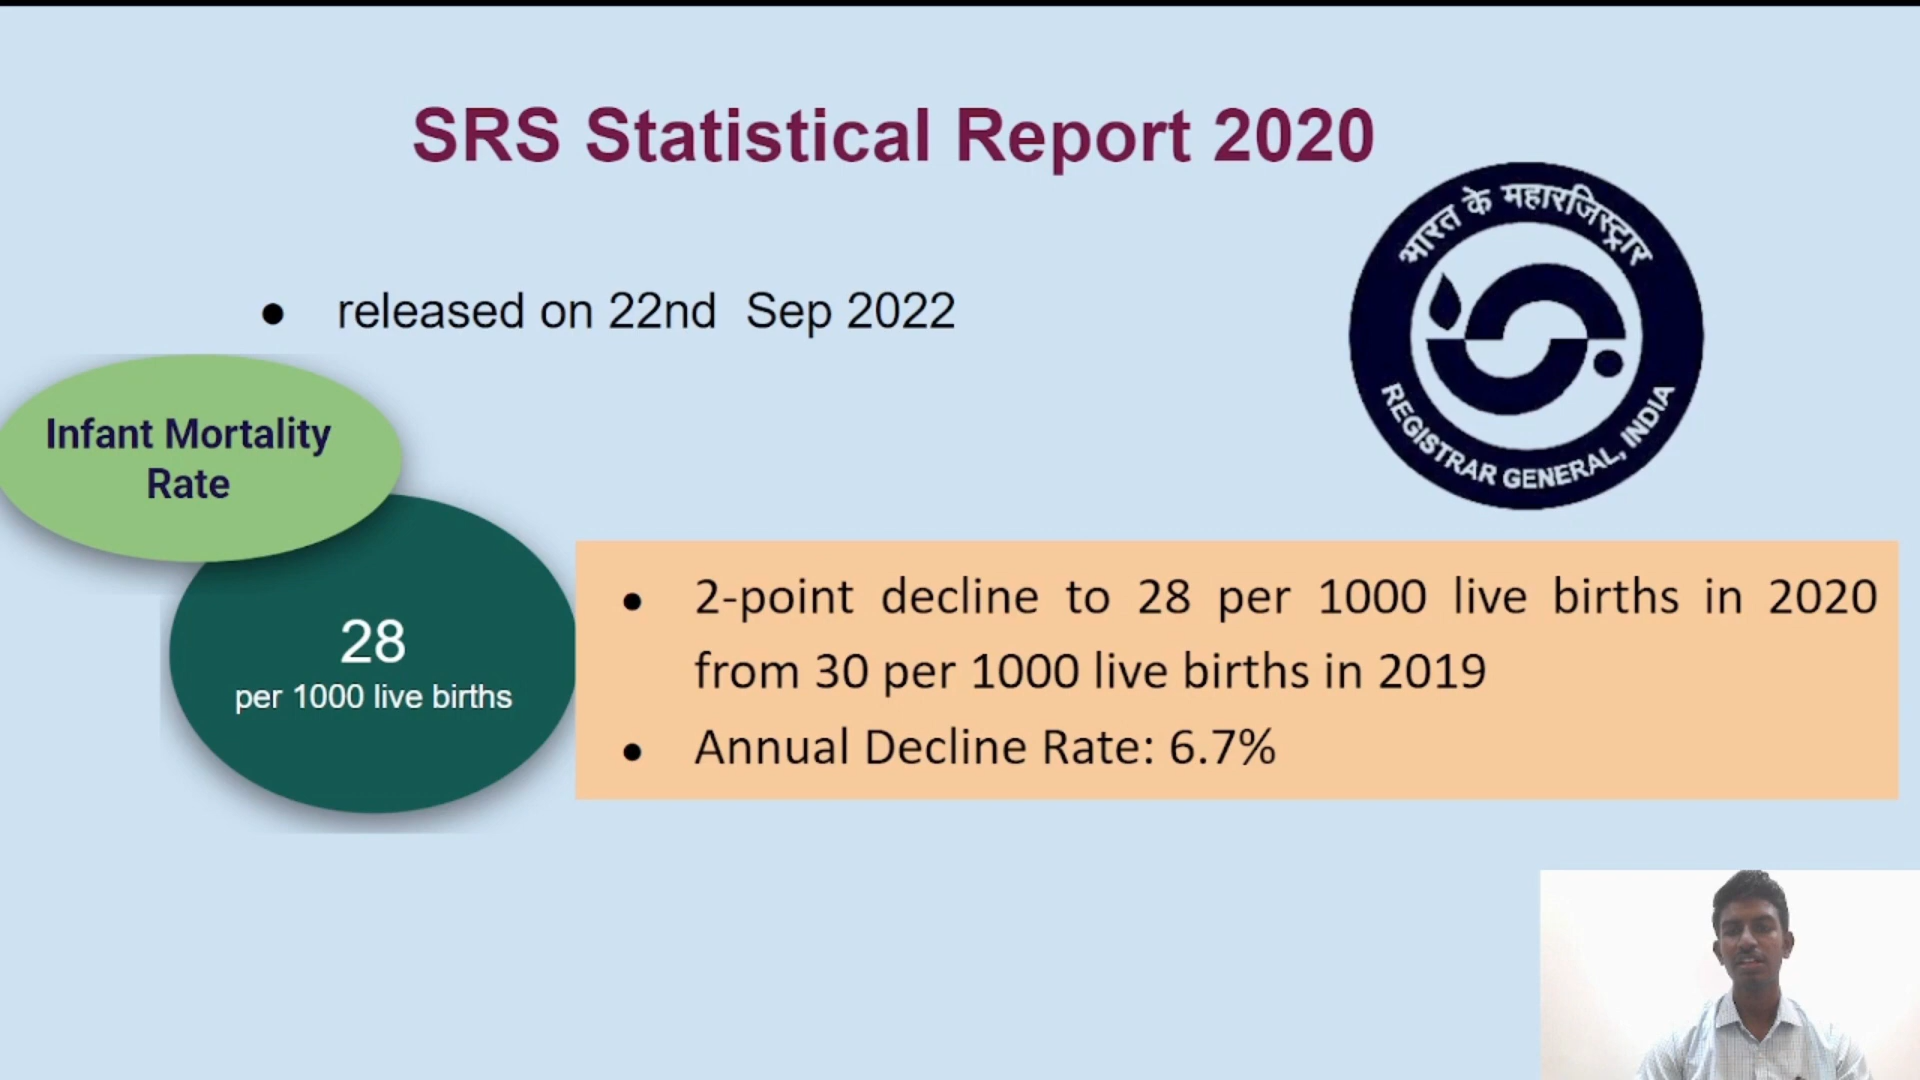 SRS Statistical Report 2020
भारत के महारजिस्ट्रार
REGISTRAR GENERAL, INDIA
● released on 22nd Sep 2022
Infant Mortality
Rate
28
per 1000 live births
● 2-point decline to 28 per 1000 live births in 2020
from 30 per 1000 live births in 2019
● Annual Decline Rate: 6.7%